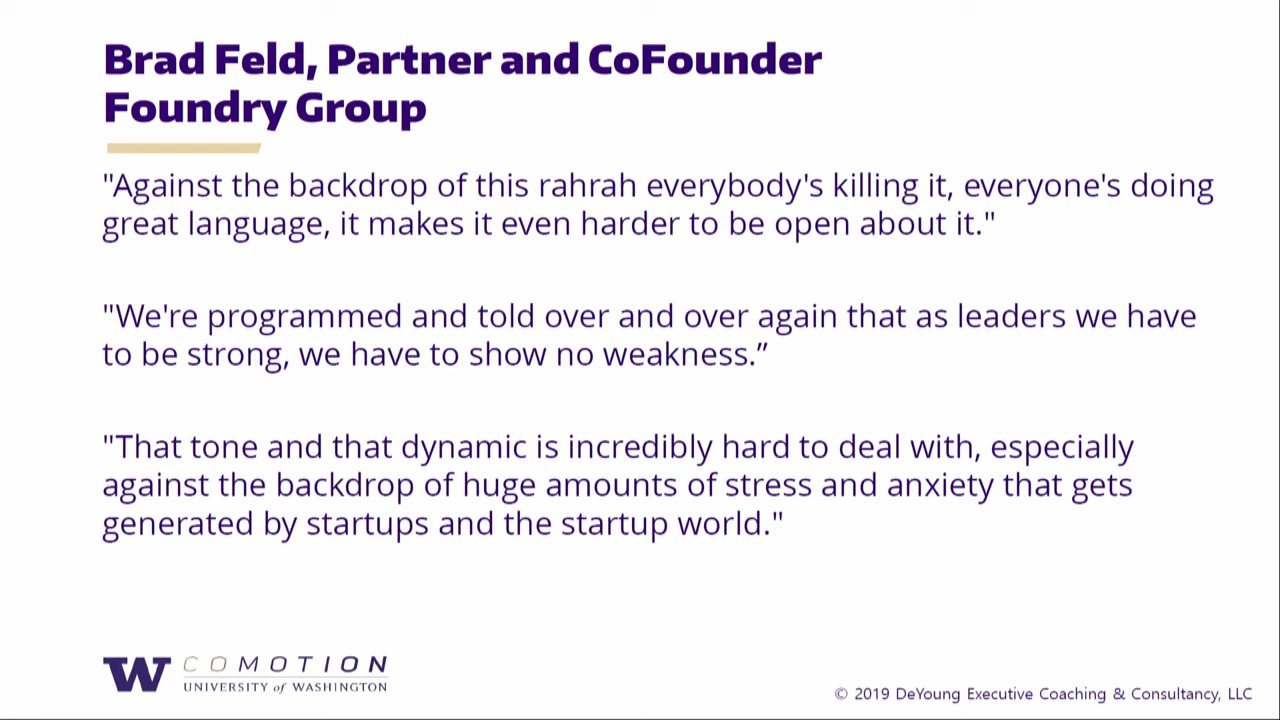 Brad Feld, Partner and CoFounder
Foundry Group
"Against the backdrop of this rahrah everybody's killing it, everyone's doing
great language, it makes it even harder to be open about it."
"We're programmed and told over and over again that as leaders we have
to be strong, we have to show no weakness.”
"That tone and that dynamic is incredibly hard to deal with, especially
against the backdrop of huge amounts of stress and anxiety that gets
generated by startups and the startup world."
W COMOTION
UNIVERSITY of WASHINGTON
© 2019 DeYoung Executive Coaching & Consultancy, LLC